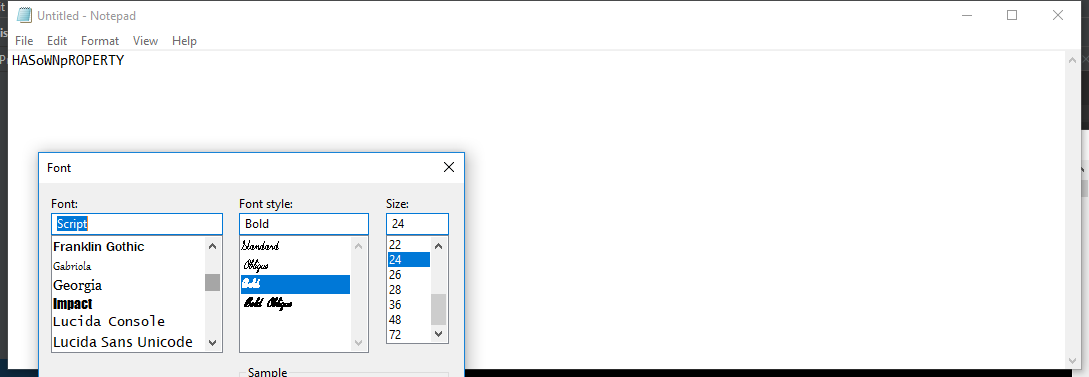 Untitled - Notepad
File Edit Format View Help
HASoWNpROPERTY
Font
Font: Font style: Size:
Script Bold 24
Franklin Gothic Standard 22
Gabriola Oblique 24
Georgia Bold 26
Impact Bold Oblique 28
Lucida Console 36
Lucida Sans Unicode 48
72
Sample